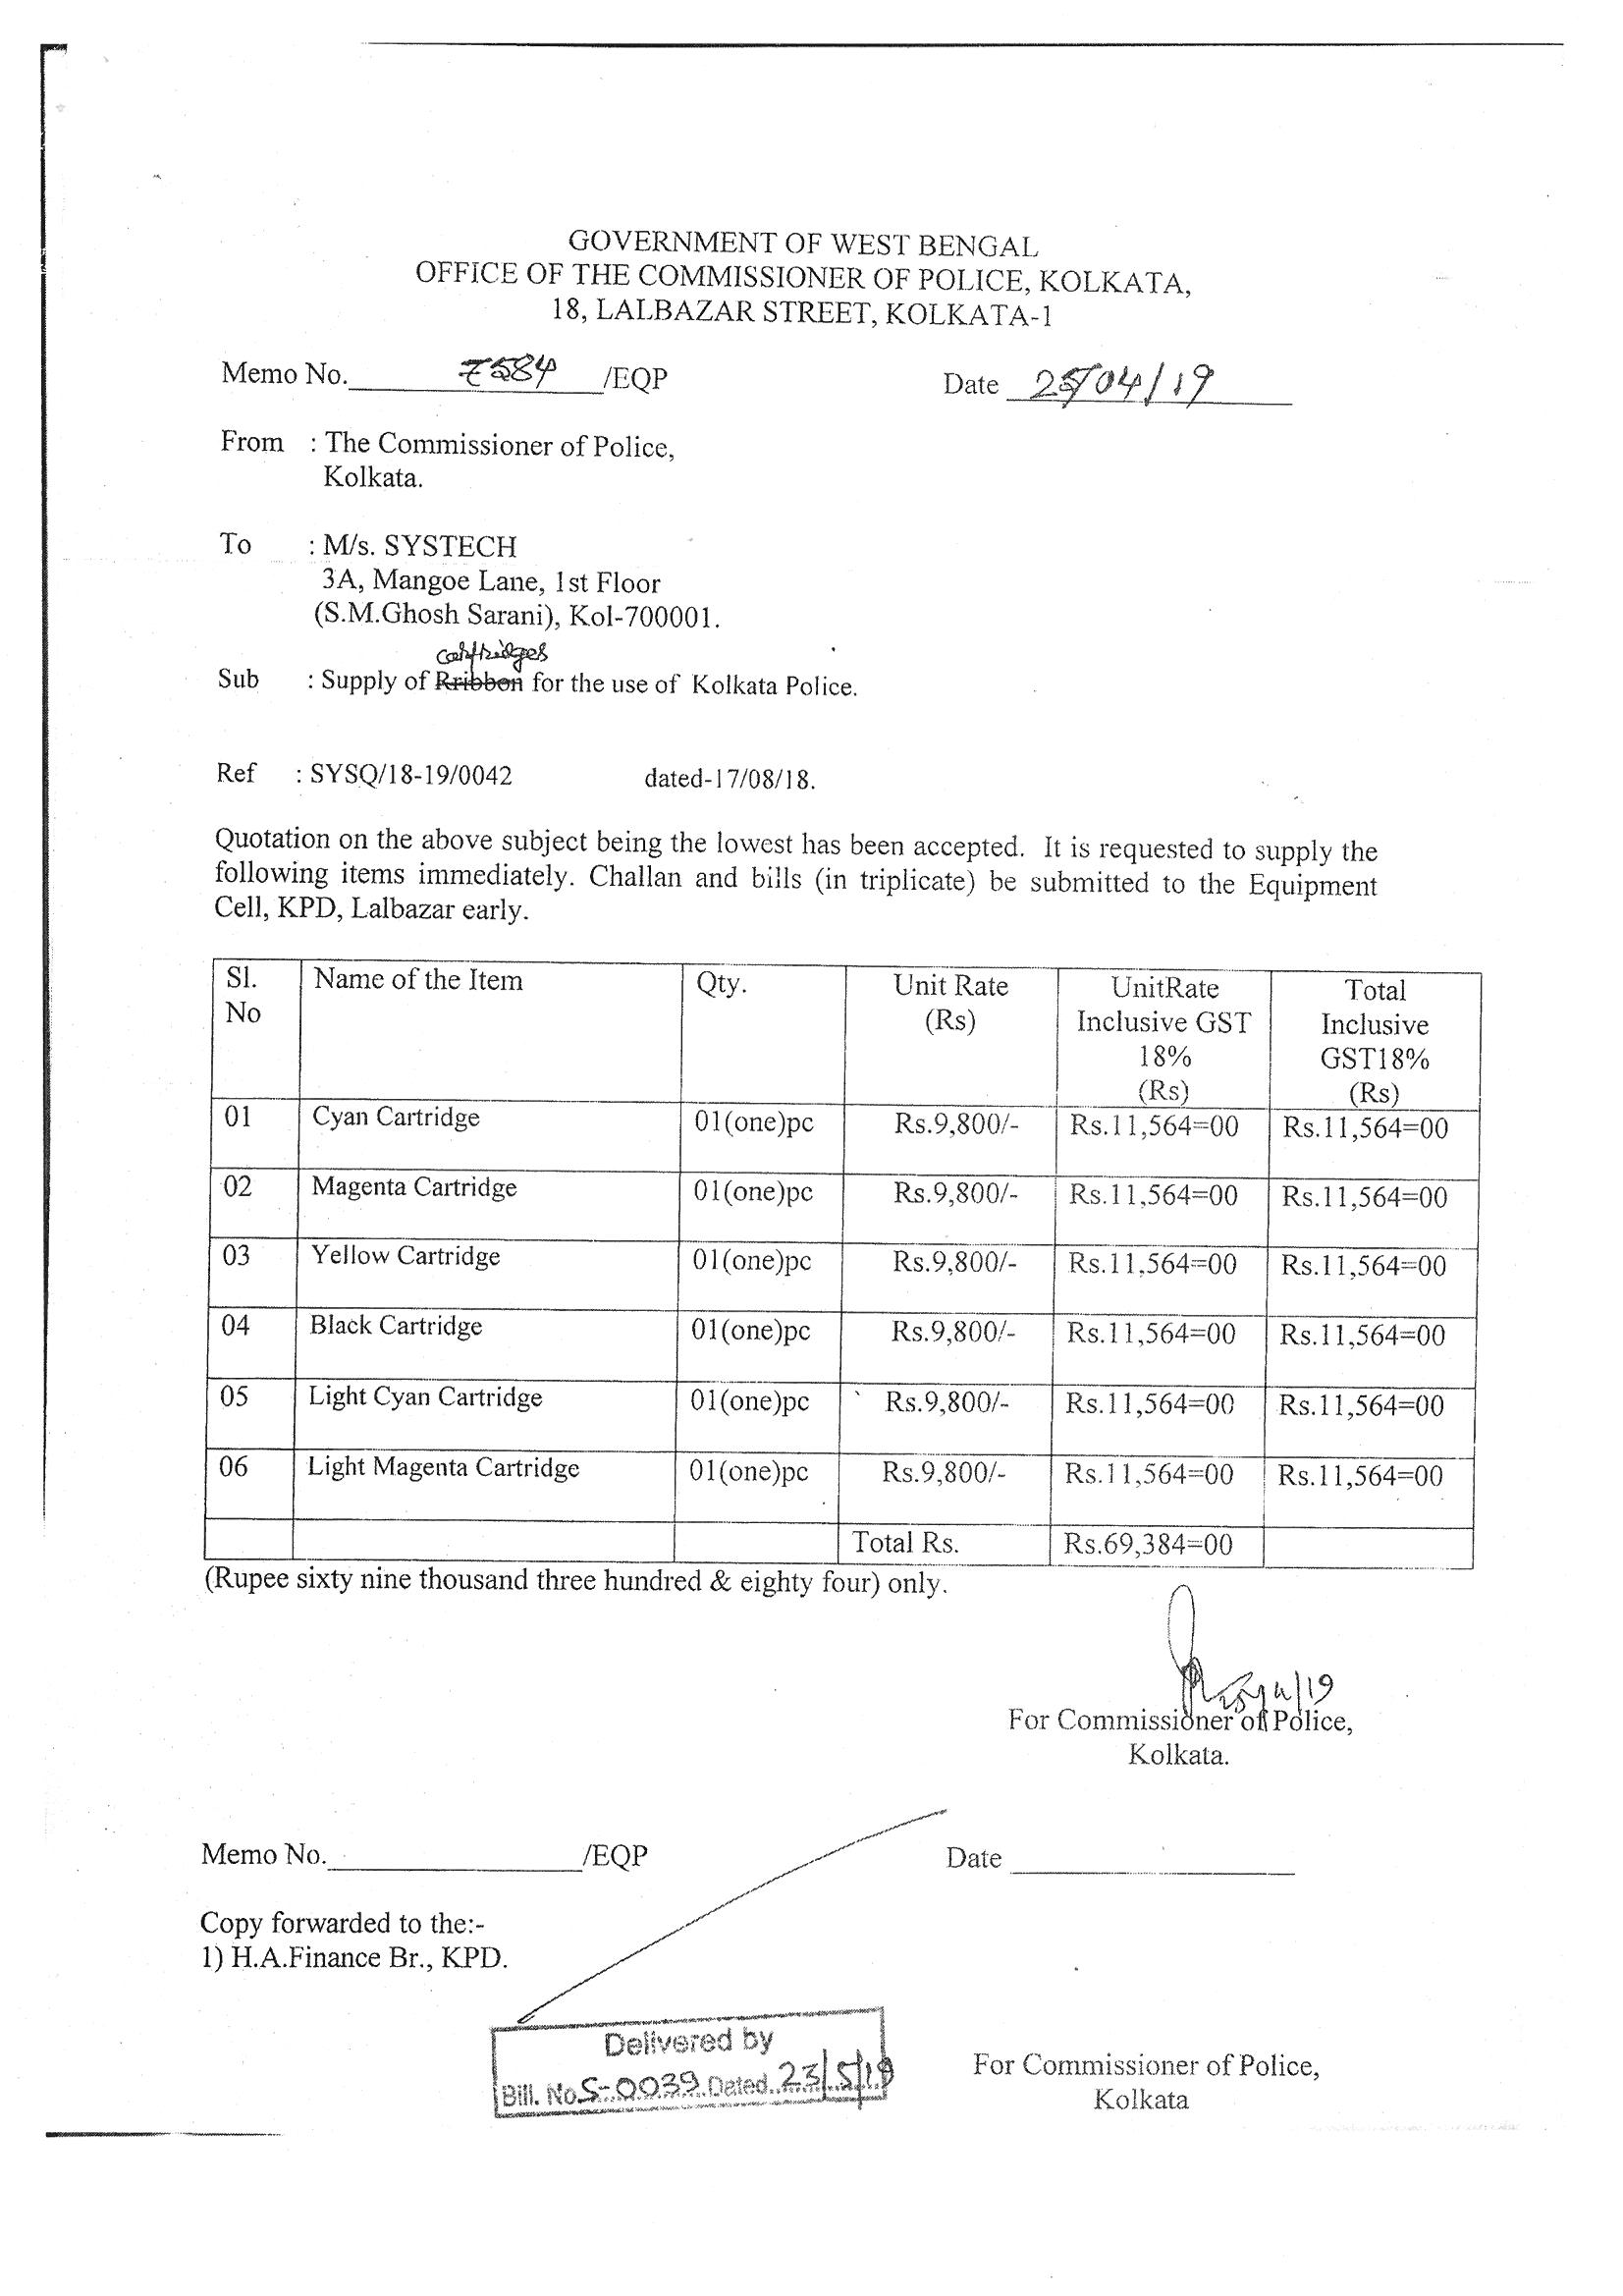 GOVERNMENT OF WEST BENGAL
OFFICE OF THE COMMISSIONER OF POLICE, KOLKATA,
18, LALBAZAR STREET, KOLKATA-1
Memo No. 7584 /EQP Date 25/04/19
From : The Commissioner of Police,
Kolkata.
To : M/s. SYSTECH
3A, Mangoe Lane, 1st Floor
(S.M.Ghosh Sarani), Kol-700001.
cartridges
Sub : Supply of Rribbon for the use of Kolkata Police.
Ref : SYSQ/18-19/0042 dated-17/08/18.
Quotation on the above subject being the lowest has been accepted. It is requested to supply the
following items immediately. Challan and bills (in triplicate) be submitted to the Equipment
Cell, KPD, Lalbazar early.
Sl. No Name of the Item Qty. Unit Rate (Rs) UnitRate Inclusive GST 18% (Rs) Total Inclusive GST18% (Rs)
01 Cyan Cartridge 01(one)pc Rs.9,800/- Rs.11,564=00 Rs.11,564=00
02 Magenta Cartridge 01(one)pc Rs.9,800/- Rs.11,564=00 Rs.11,564=00
03 Yellow Cartridge 01(one)pc Rs.9,800/- Rs.11,564=00 Rs.11,564=00
04 Black Cartridge 01(one)pc Rs.9,800/- Rs.11,564=00 Rs.11,564=00
05 Light Cyan Cartridge 01(one)pc Rs.9,800/- Rs.11,564=00 Rs.11,564=00
06 Light Magenta Cartridge 01(one)pc Rs.9,800/- Rs.11,564=00 Rs.11,564=00
Total Rs. Rs.69,384=00
(Rupee sixty nine thousand three hundred & eighty four) only.
For Commissioner of Police,
Kolkata.
Memo No. /EQP Date
Copy forwarded to the:-
1) H.A.Finance Br., KPD.
Delivered by
Bill. No S-0039 Dated 23/5/19
For Commissioner of Police,
Kolkata